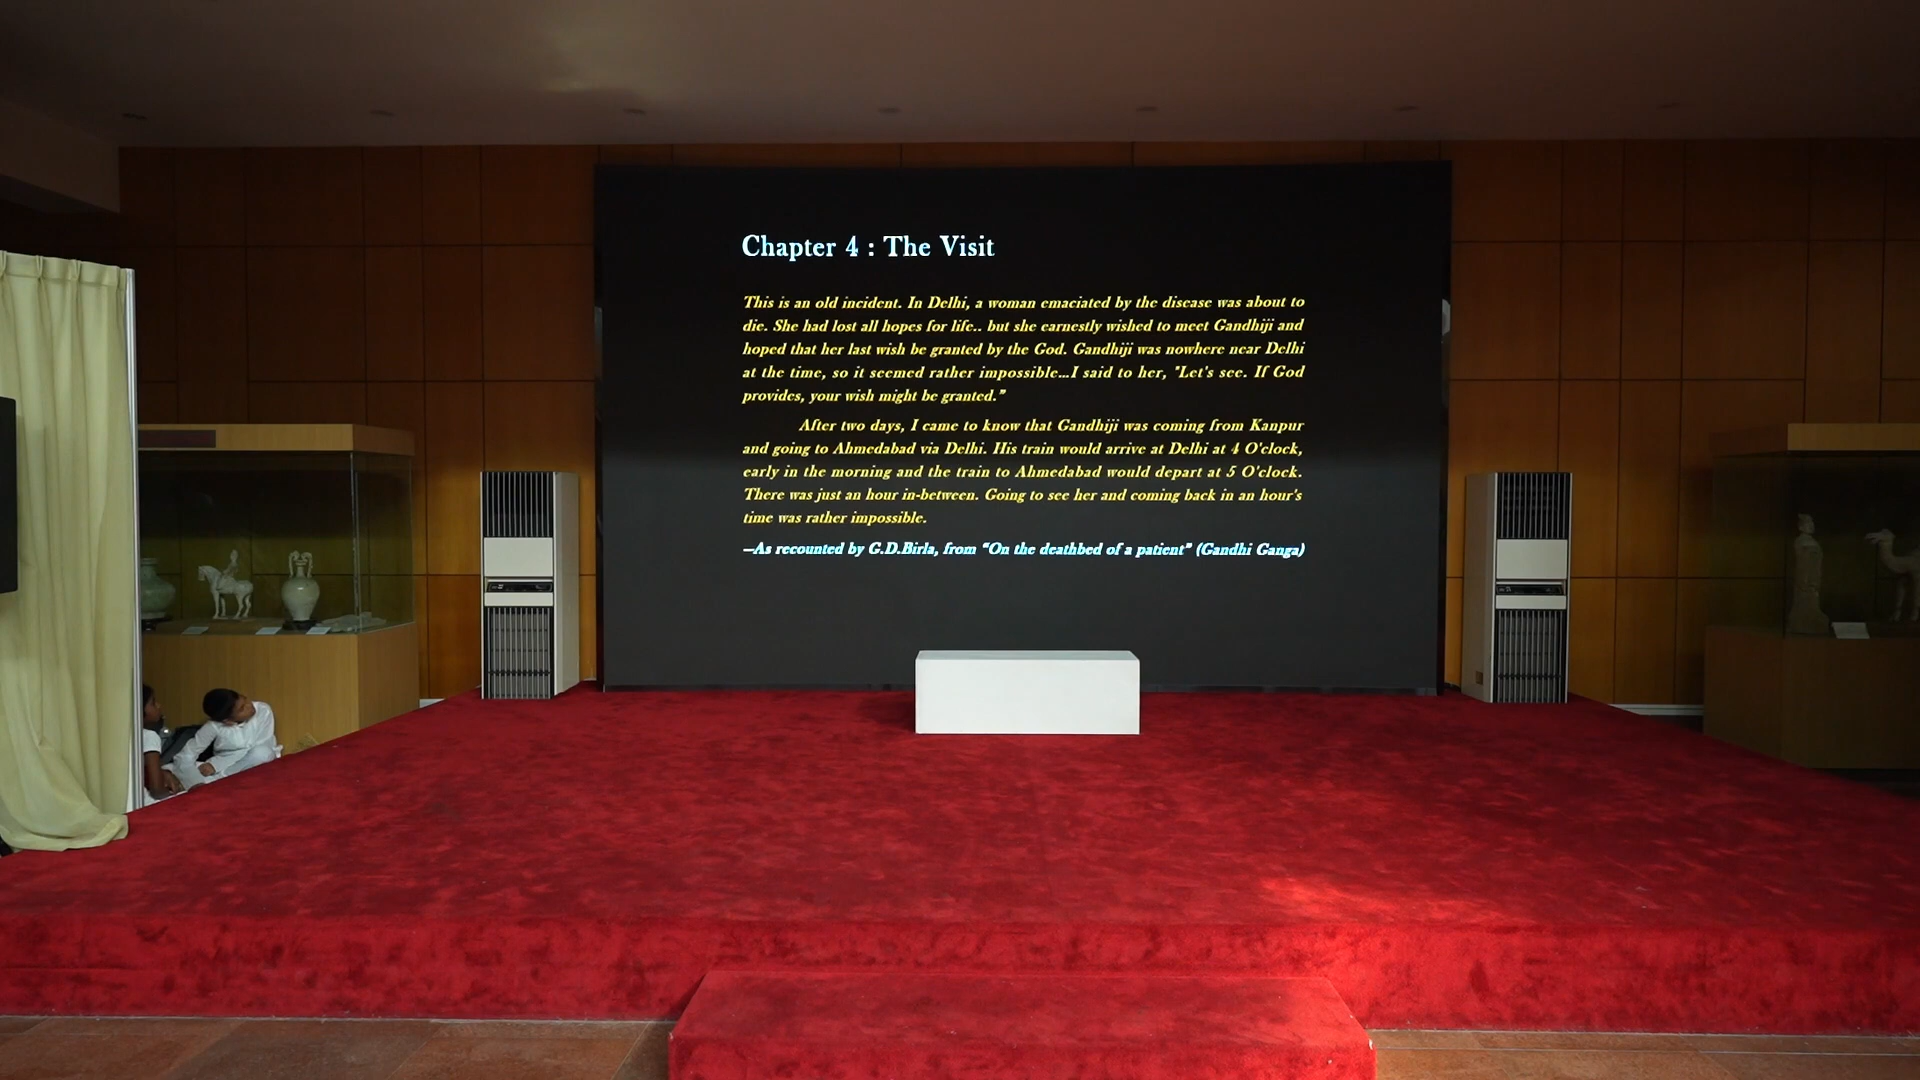 Chapter 4 : The Visit
This is an old incident. In Delhi, a woman emaciated by the disease was about to
die. She had lost all hopes for life.. but she earnestly wished to meet Gandhiji and
hoped that her last wish be granted by the God. Gandhiji was nowhere near Delhi
at the time, so it seemed rather impossible...I said to her, "Let's see. If God
provides, your wish might be granted.”
After two days, I came to know that Gandhiji was coming from Kanpur
and going to Ahmedabad via Delhi. His train would arrive at Delhi at 4 O'clock,
early in the morning and the train to Ahmedabad would depart at 5 O'clock.
There was just an hour in-between. Going to see her and coming back in an hour's
time was rather impossible.
—As recounted by G.D.Birla, from “On the deathbed of a patient” (Gandhi Ganga)